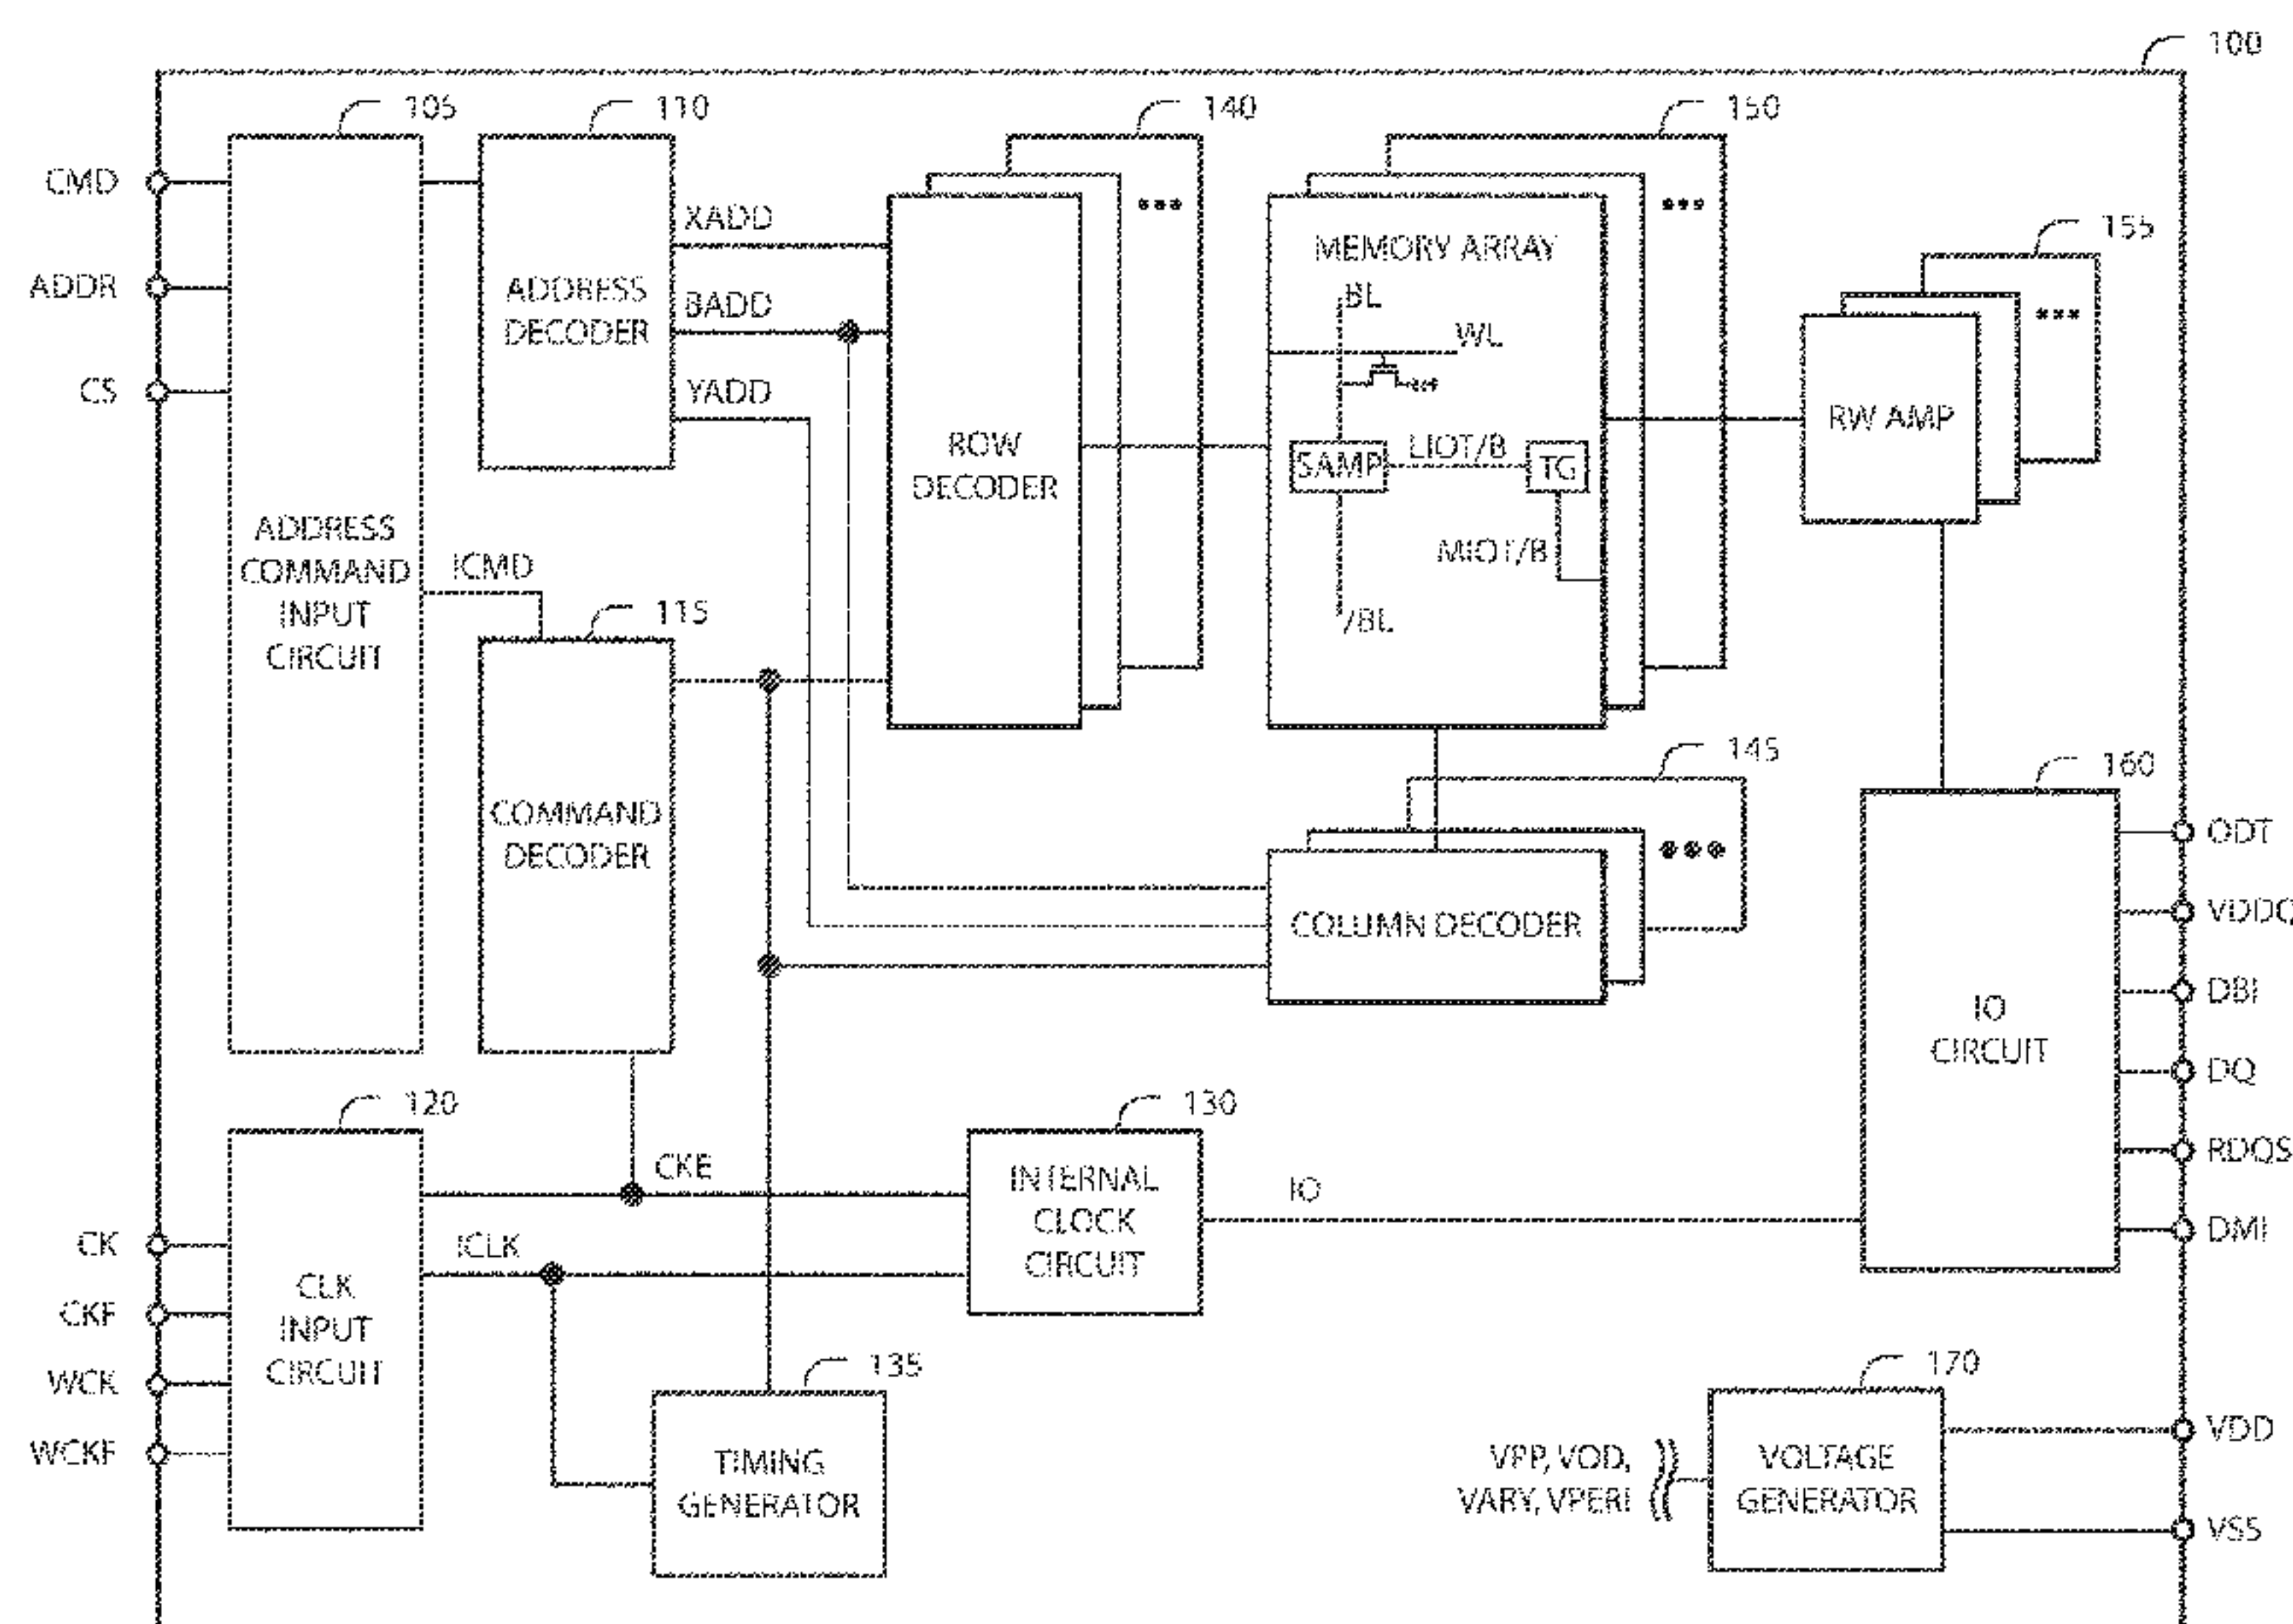 100
105
110
140
150
CMD
ADDR
CS
XADD
BADD
YADD
ADDRESS
DECODER
MEMORY ARRAY
BL
WL
SAMP
LIOT/B
TG
MIOT/B
/BL
155
RW AMP
ROW
DECODER
ADDRESS
COMMAND
INPUT
CIRCUIT
ICMD
115
COMMAND
DECODER
145
COLUMN DECODER
160
IO
CIRCUIT
ODT
VDDQ
DBI
DQ
RDQS
DMI
120
130
CKE
INTERNAL
CLOCK
CIRCUIT
IO
CK
CKF
WCK
WCKF
ICLK
CLK
INPUT
CIRCUIT
135
TIMING
GENERATOR
170
VPP, VOD,
VARY, VPERI
VOLTAGE
GENERATOR
VDD
VSS